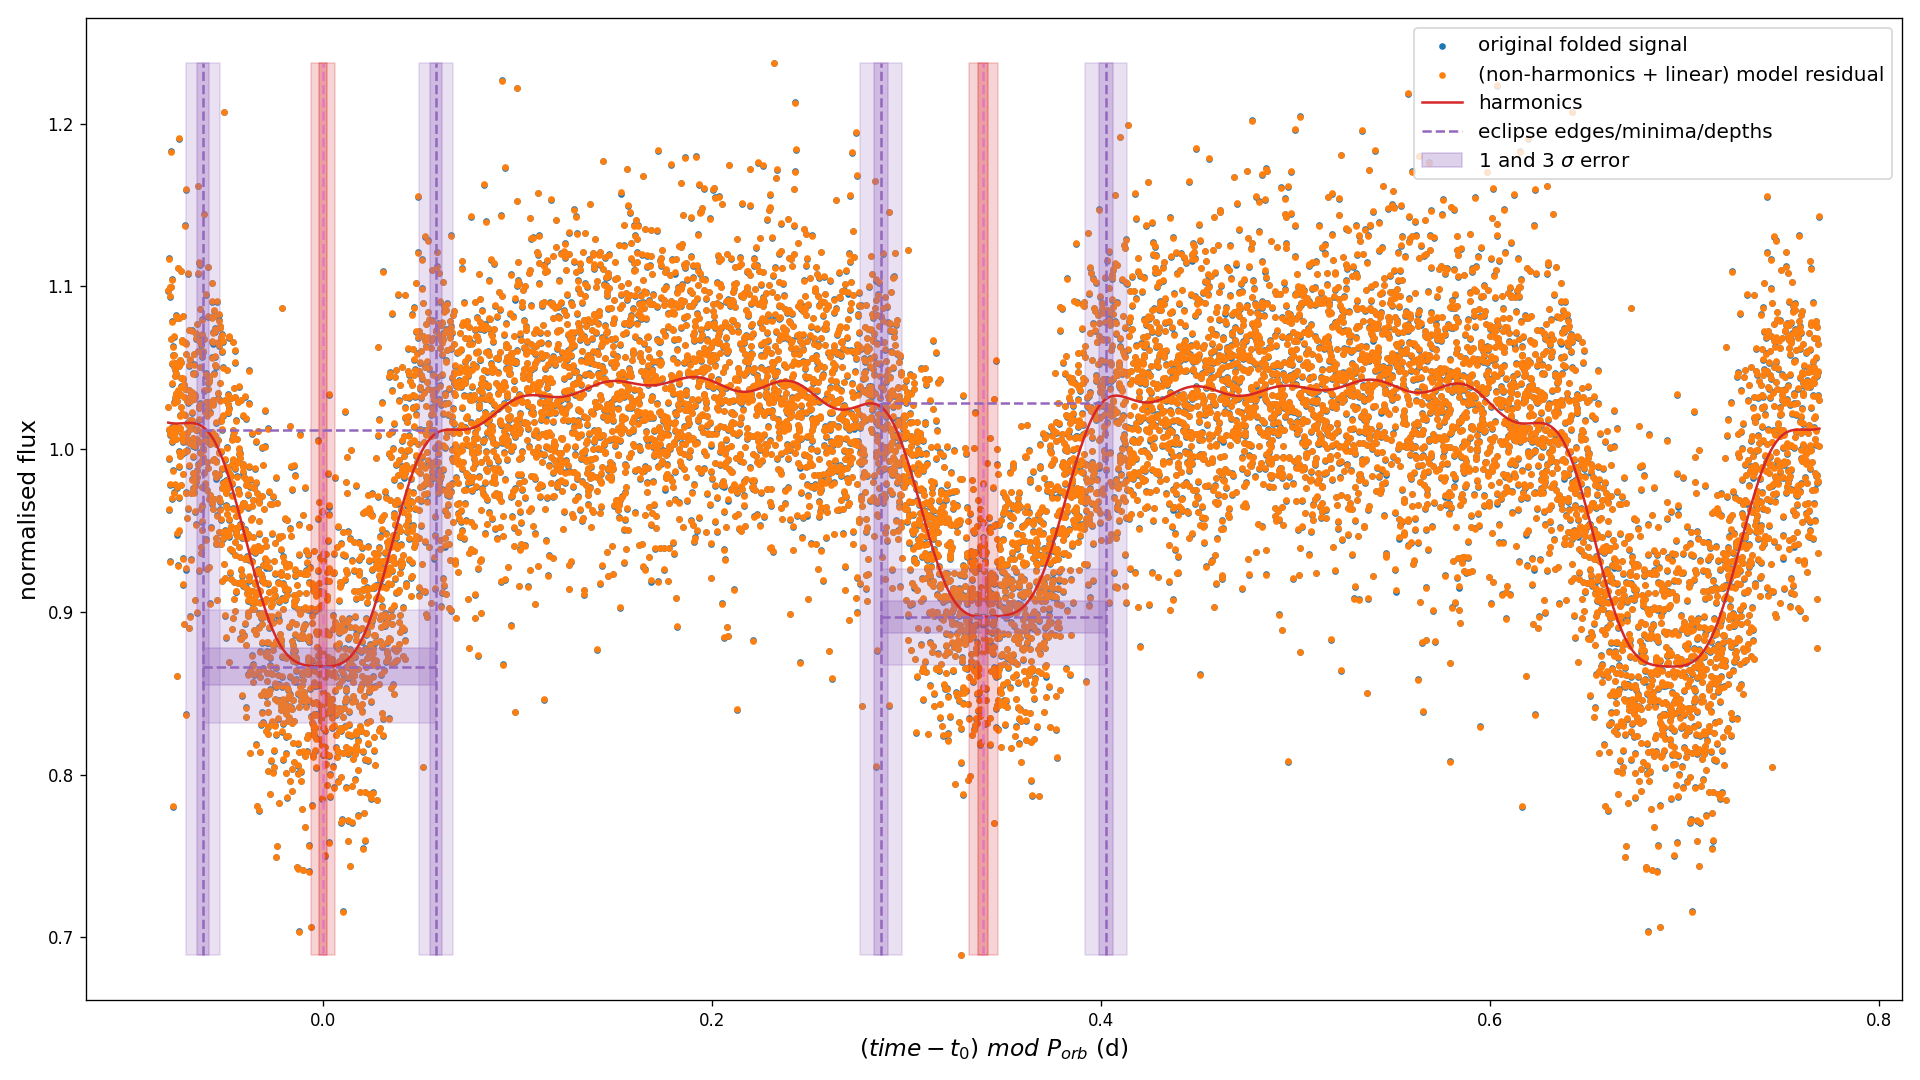 original folded signal
(non-harmonics + linear) model residual
harmonics
eclipse edges/minima/depths
1 and 3 σ error
normalised flux
1.2
1.1
1.0
0.9
0.8
0.7
0.0
0.2
0.4
0.6
0.8
(time − t₀) mod Pₒᵣb (d)